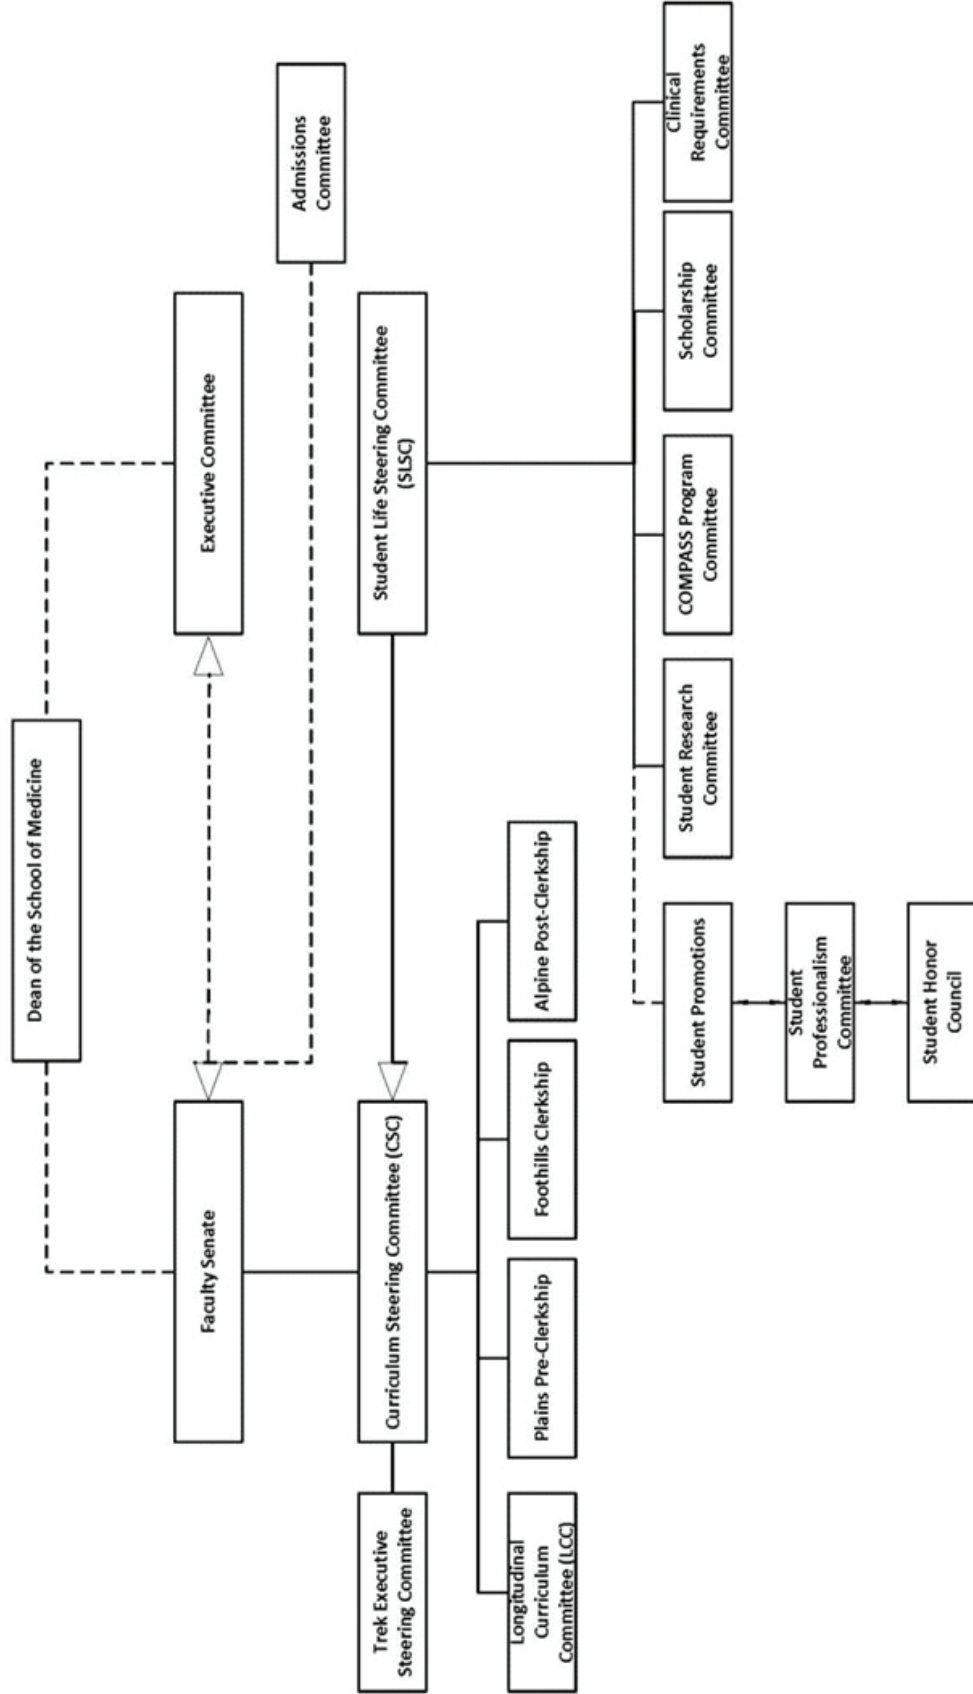 Dean of the School of Medicine
Faculty Senate
Executive Committee
Admissions
Committee
Trek Executive
Steering Committee
Curriculum Steering Committee (CSC)
Student Life Steering Committee
(SLSC)
Longitudinal
Curriculum
Committee (LCC)
Plains Pre-Clerkship
Foothills Clerkship
Alpine Post-Clerkship
Student Promotions
Student Research
Committee
COMPASS Program
Committee
Scholarship
Committee
Clinical
Requirements
Committee
Student
Professionalism
Committee
Student Honor
Council